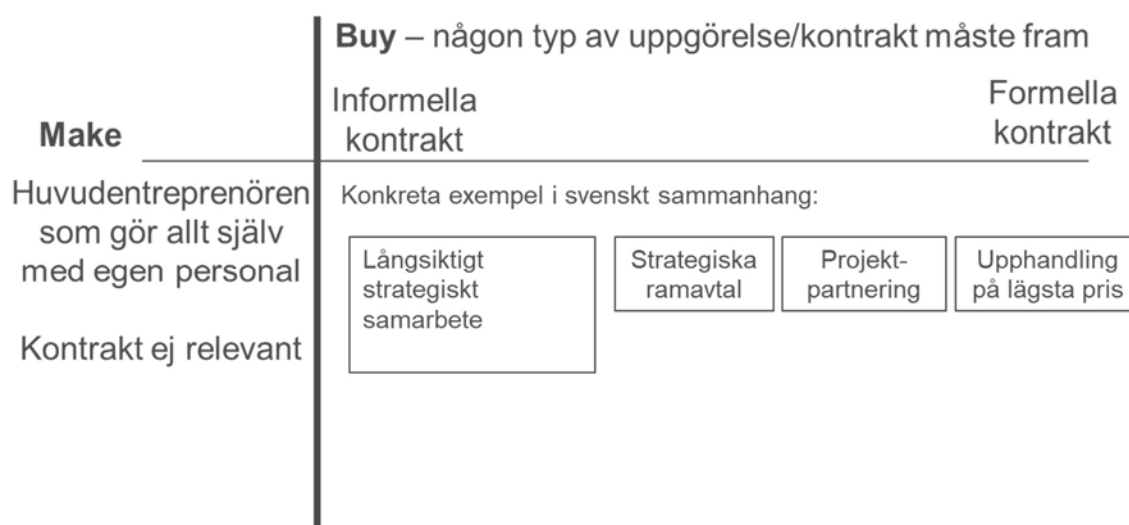 Buy – någon typ av uppgörelse/kontrakt måste fram
Make
Informella
kontrakt
Formella
kontrakt
Huvudentreprenören
som gör allt själv
med egen personal
Kontrakt ej relevant
Konkreta exempel i svenskt sammanhang:
Långsiktigt
strategiskt
samarbete
Strategiska
ramavtal
Projekt-
partnering
Upphandling
på lägsta pris